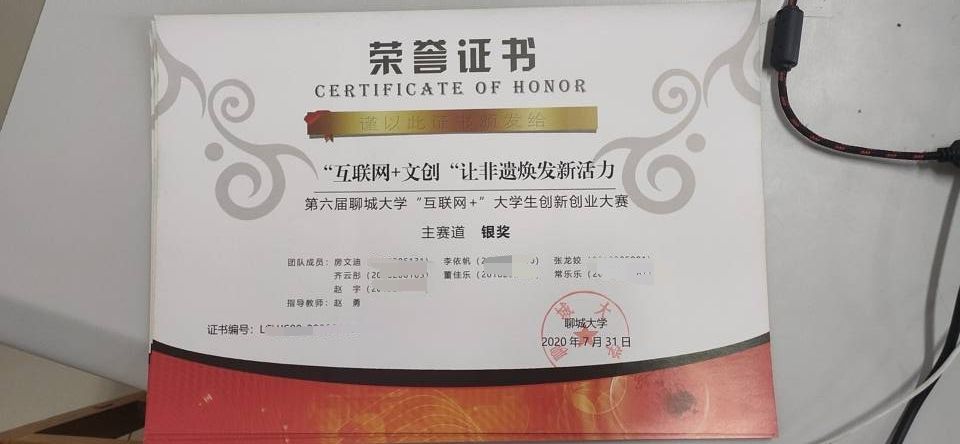 荣誉证书
CERTIFICATE OF HONOR
谨以此证书颁发给
“互联网+文创“让非遗焕发新活力
第六届聊城大学“互联网+”大学生创新创业大赛
主赛道 银奖
团队成员：房文迪 李依帆 张龙姣
齐云彤 董佳乐 常乐乐
赵 宇
指导教师：赵 勇
证书编号：
聊城大学
2020年7月31日